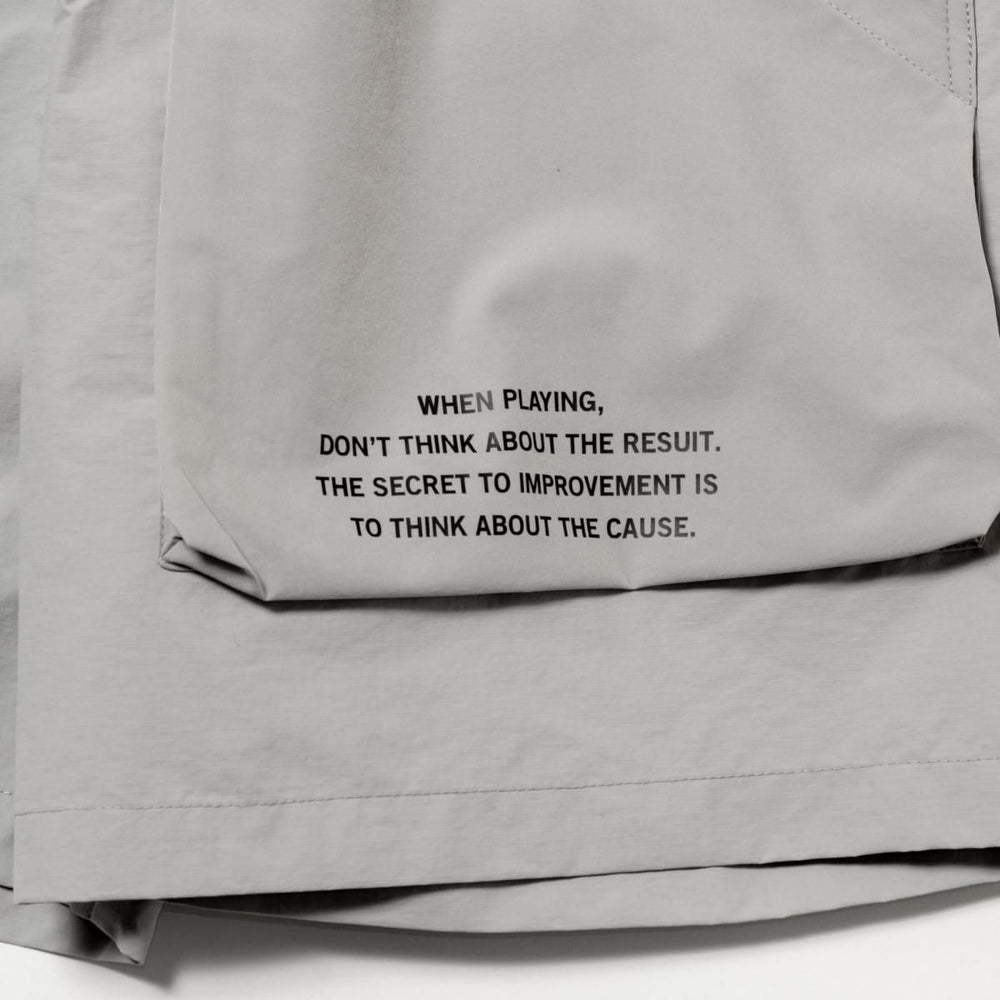 WHEN PLAYING,
DON'T THINK ABOUT THE RESUIT.
THE SECRET TO IMPROVEMENT IS
TO THINK ABOUT THE CAUSE.